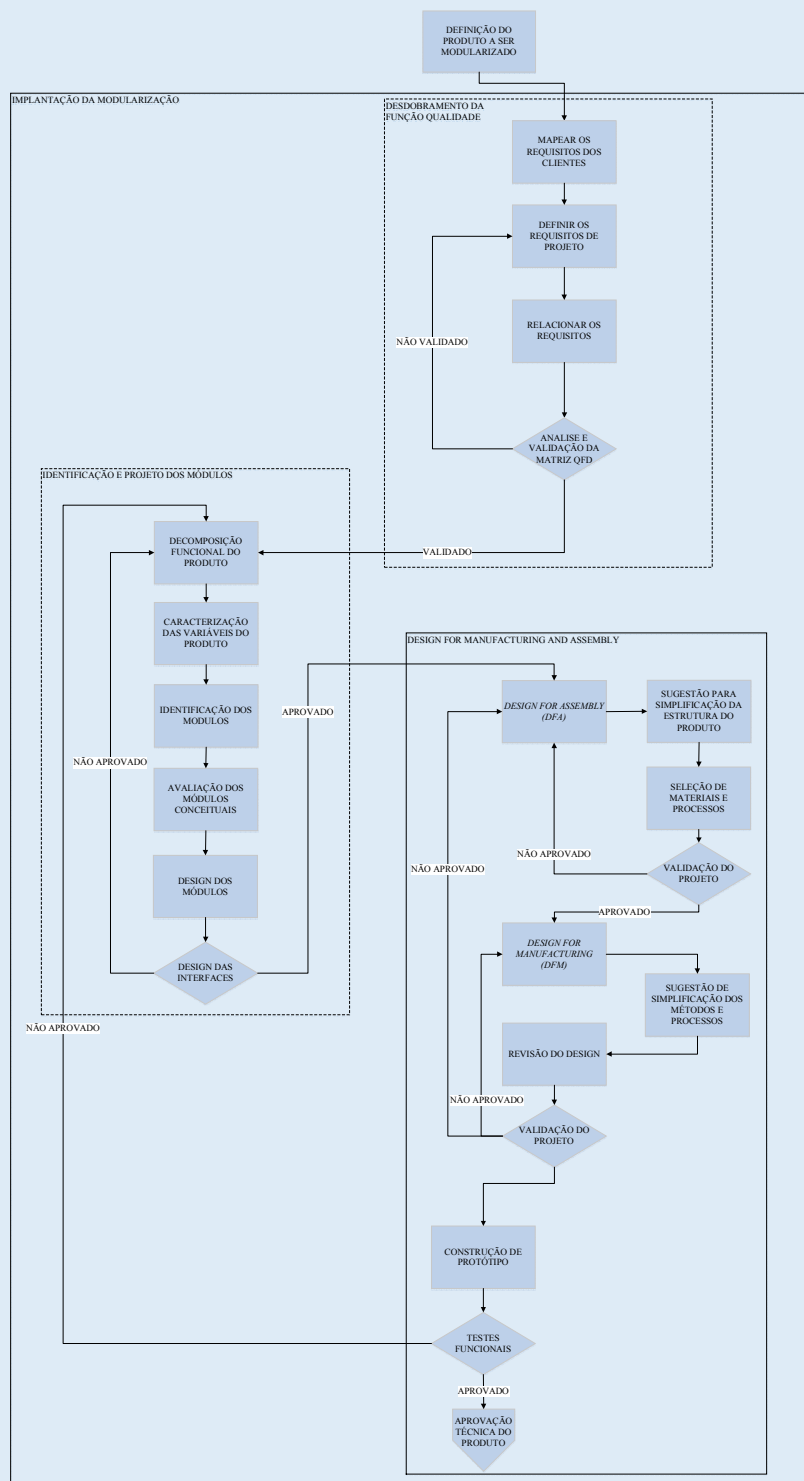 DEFINIÇÃO DO
PRODUTO A SER
MODULARIZADO
IMPLANTAÇÃO DA MODULARIZAÇÃO
DESDOBRAMENTO DA
FUNÇÃO QUALIDADE
MAPEAR OS
REQUISITOS DOS
CLIENTES
DEFINIR OS
REQUISITOS DE
PROJETO
RELACIONAR OS
REQUISITOS
NÃO VALIDADO
ANALISE E
VALIDAÇÃO DA
MATRIZ QFD
VALIDADO
IDENTIFICAÇÃO E PROJETO DOS MÓDULOS
DECOMPOSIÇÃO
FUNCIONAL DO
PRODUTO
CARACTERIZAÇÃO
DAS VARIÁVEIS DO
PRODUTO
IDENTIFICAÇÃO DOS
MODULOS
NÃO APROVADO
AVALIAÇÃO DOS
MÓDULOS
CONCEITUAIS
DESIGN DOS
MÓDULOS
DESIGN DAS
INTERFACES
APROVADO
NÃO APROVADO
DESIGN FOR MANUFACTURING AND ASSEMBLY
DESIGN FOR ASSEMBLY
(DFA)
SUGESTÃO PARA
SIMPLIFICAÇÃO DA
ESTRUTURA DO
PRODUTO
SELEÇÃO DE
MATERIAIS E
PROCESSOS
NÃO APROVADO
VALIDAÇÃO DO
PROJETO
NÃO APROVADO
APROVADO
DESIGN FOR
MANUFACTURING
(DFM)
SUGESTÃO DE
SIMPLIFICAÇÃO DOS
MÉTODOS E
PROCESSOS
REVISÃO DO DESIGN
NÃO APROVADO
VALIDAÇÃO DO
PROJETO
CONSTRUÇÃO DE
PROTÓTIPO
TESTES
FUNCIONAIS
APROVADO
APROVAÇÃO
TÉCNICA DO
PRODUTO